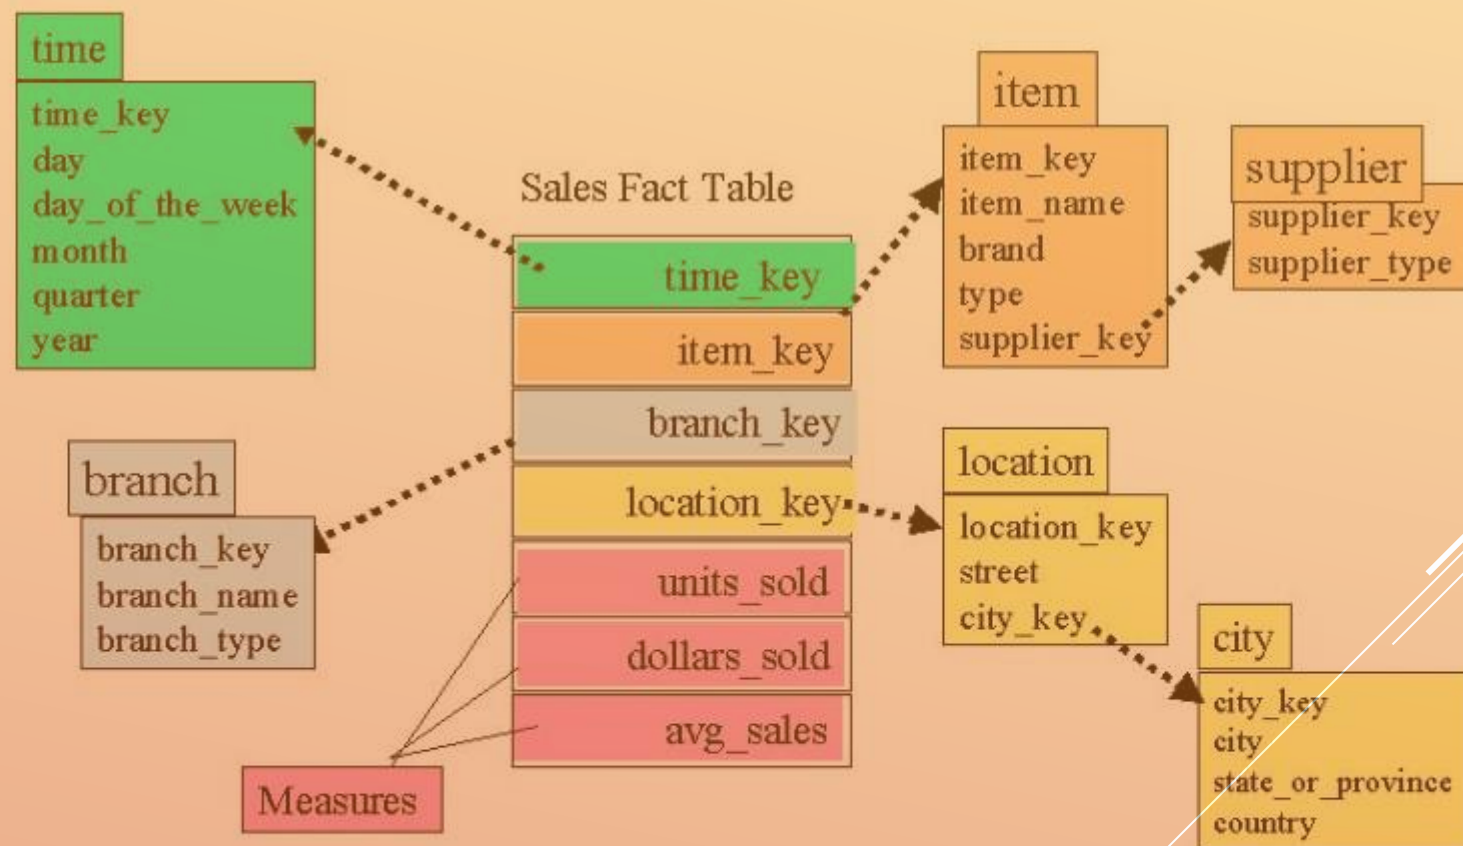 time
time_key
day
day_of_the_week
month
quarter
year
branch
branch_key
branch_name
branch_type
Sales Fact Table
time_key
item_key
branch_key
location_key
units_sold
dollars_sold
avg_sales
Measures
item
item_key
item_name
brand
type
supplier_key
supplier
supplier_key
supplier_type
location
location_key
street
city_key
city
city_key
city
state_or_province
country